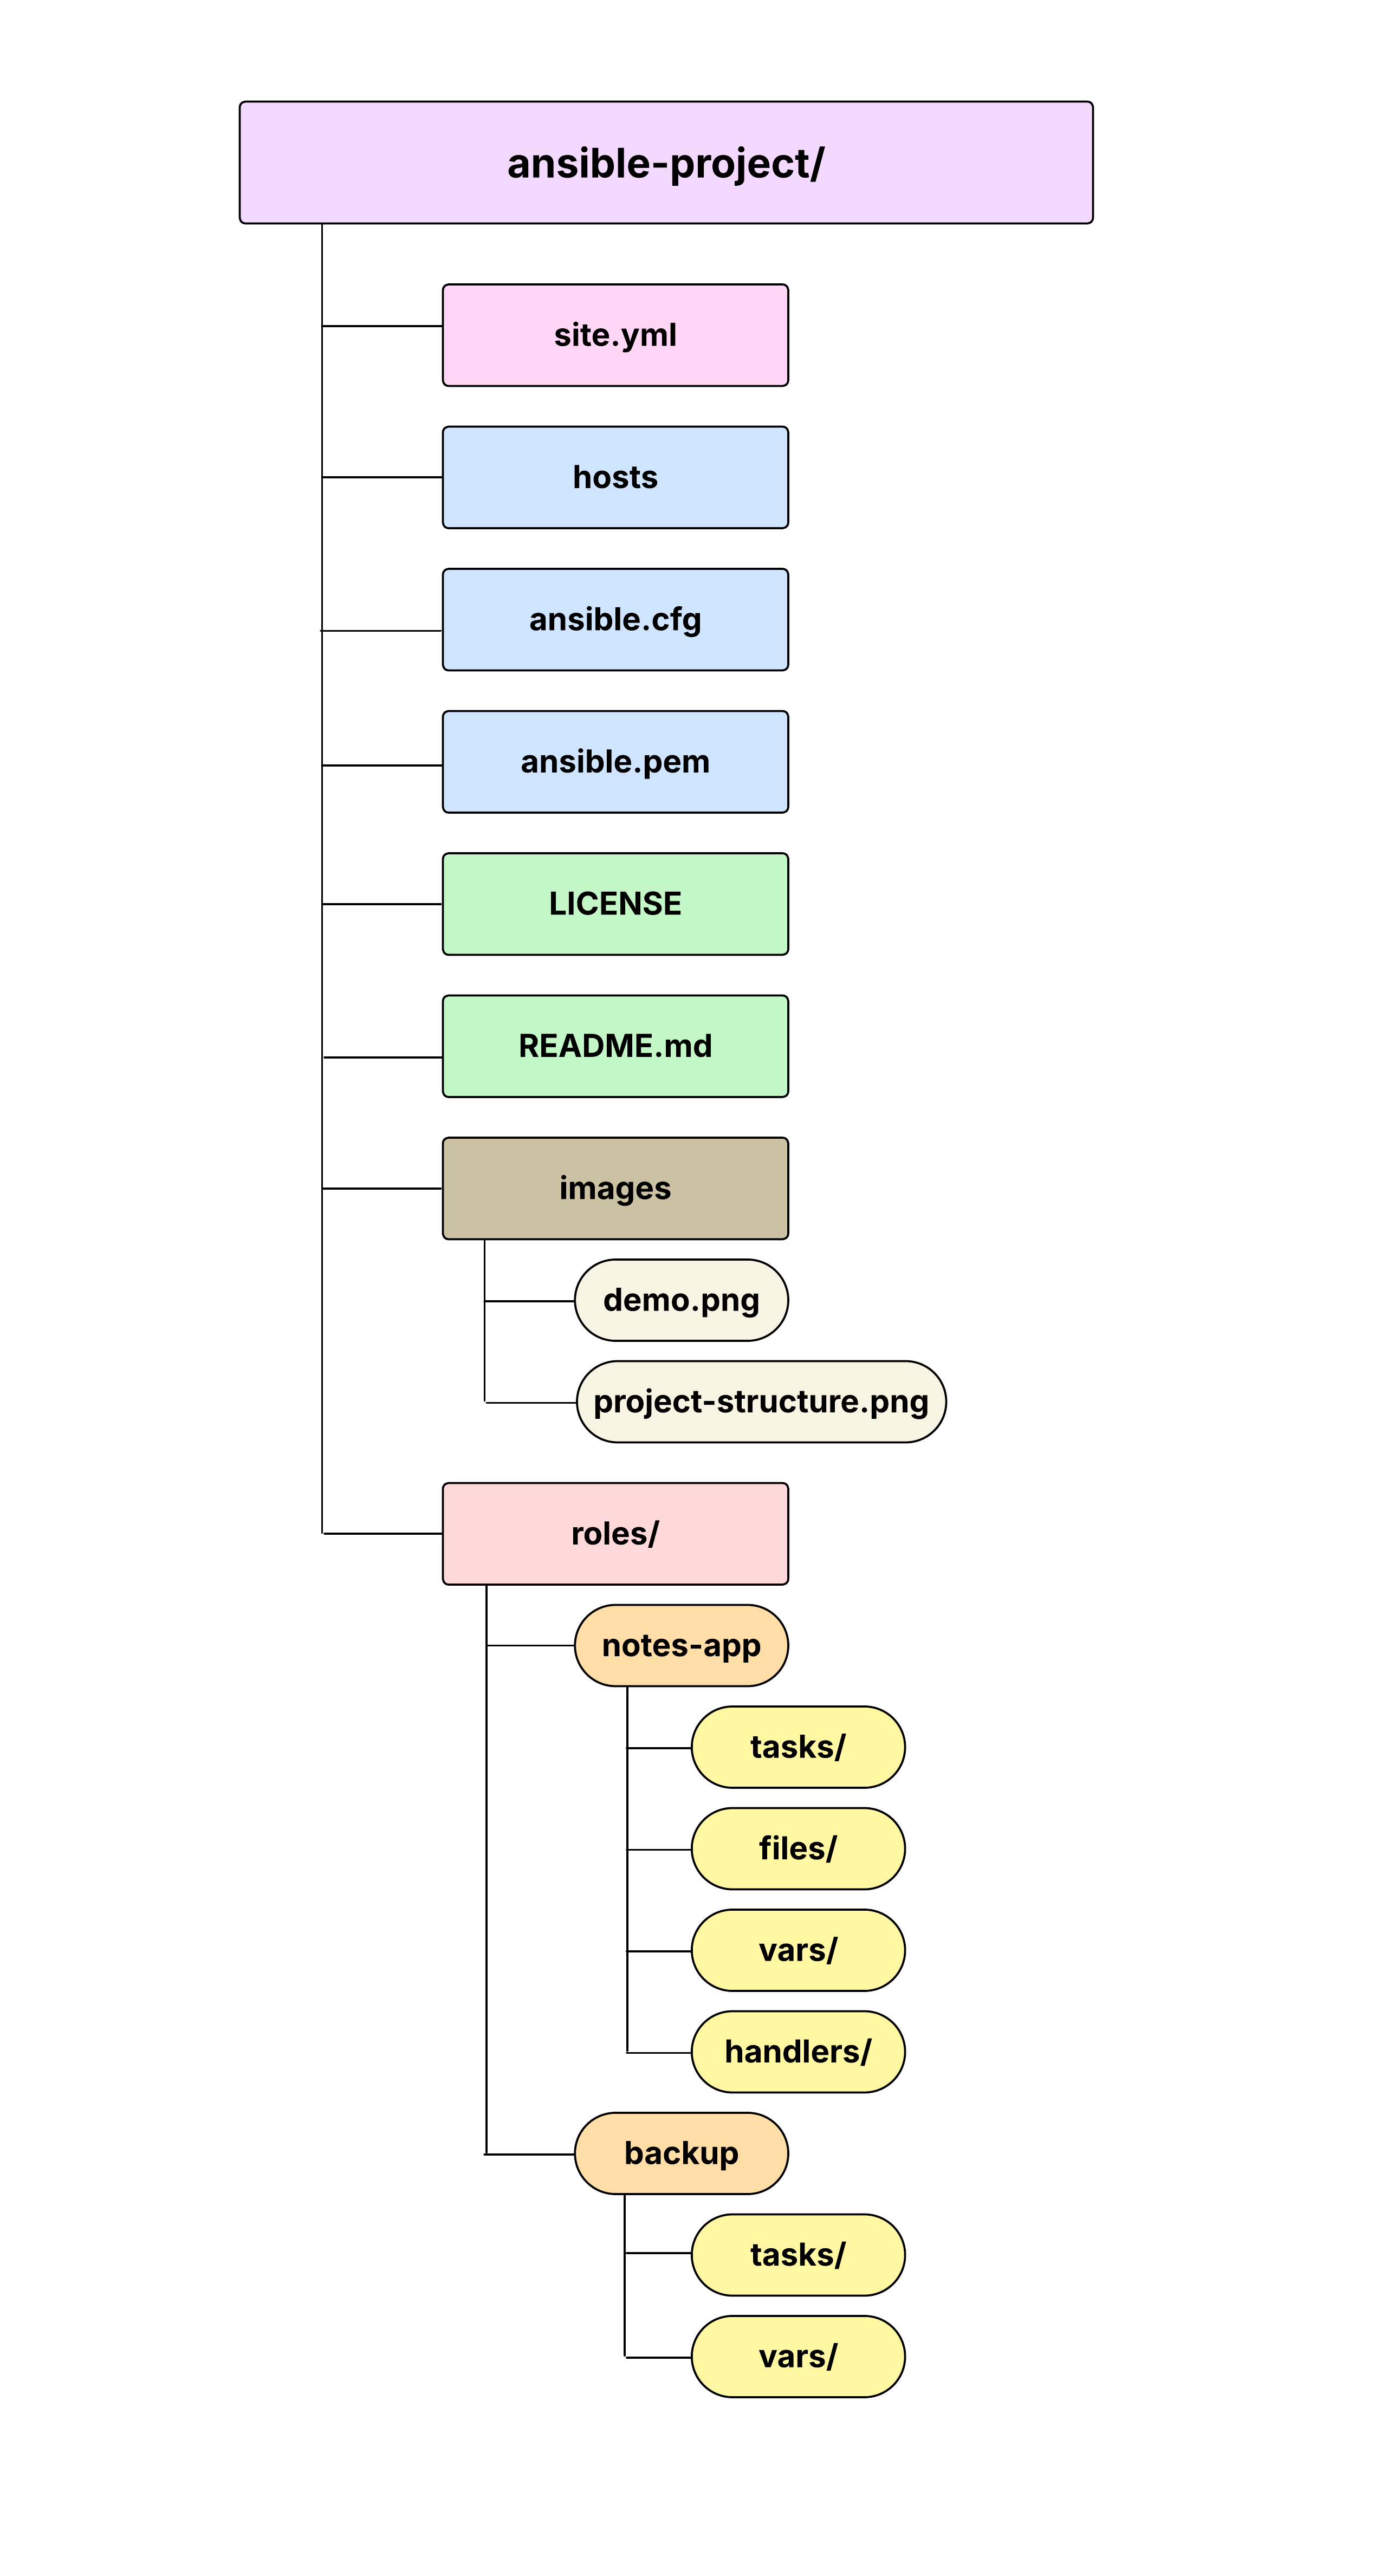 ansible-project/
site.yml
hosts
ansible.cfg
ansible.pem
LICENSE
README.md
images
demo.png
project-structure.png
roles/
notes-app
tasks/
files/
vars/
handlers/
backup
tasks/
vars/